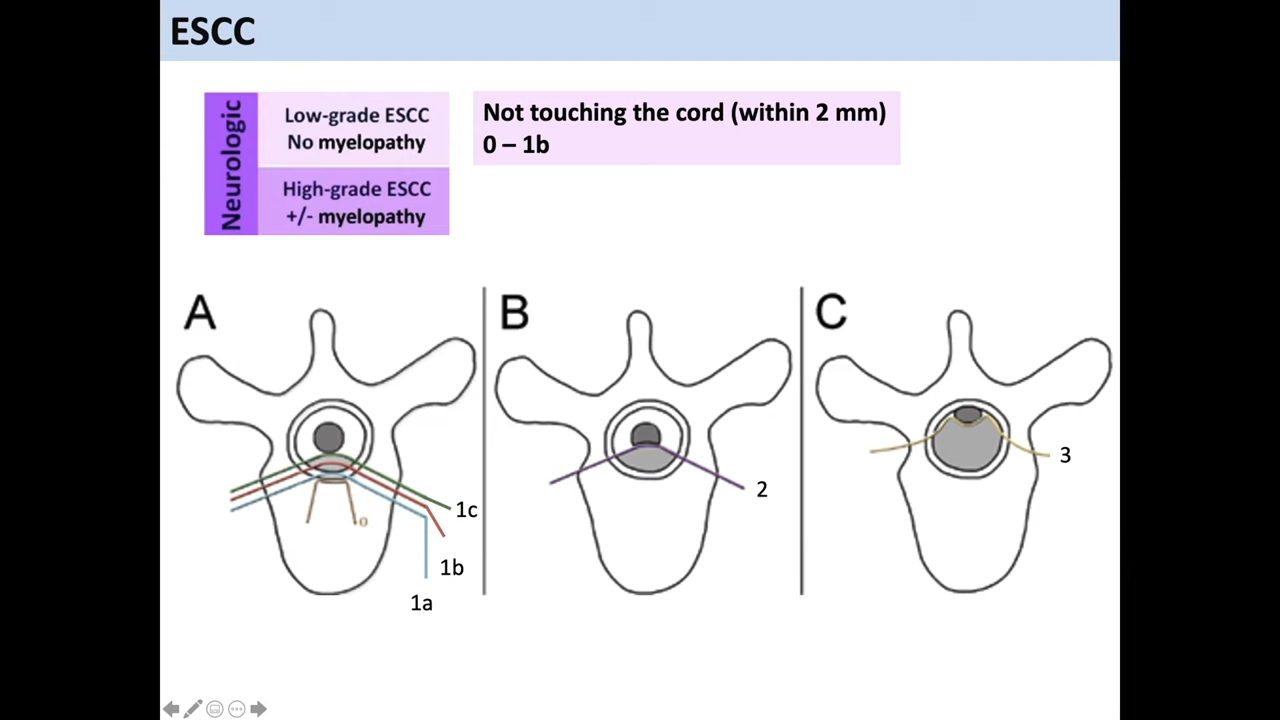 ESCC
Neurologic
Low-grade ESCC
No myelopathy
High-grade ESCC
+/- myelopathy
Not touching the cord (within 2 mm)
0 – 1b
A
B
C
0
1c
1b
1a
2
3